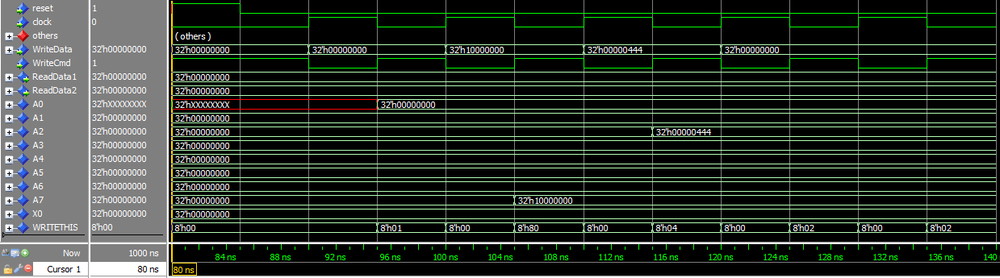 reset 1
clock 0
others ( others )
WriteData 32'h00000000 32'h00000000 32'h00000000 32'h10000000 32'h00000444 32'h00000000
WriteCmd 1
ReadData1 32'h00000000 32'h00000000
ReadData2 32'h00000000 32'h00000000
A0 32'hXXXXXXXX 32'hXXXXXXXX 32'h00000000
A1 32'h00000000 32'h00000000
A2 32'h00000000 32'h00000000 32'h00000444
A3 32'h00000000 32'h00000000
A4 32'h00000000 32'h00000000
A5 32'h00000000 32'h00000000
A6 32'h00000000 32'h00000000
A7 32'h00000000 32'h00000000 32'h10000000
X0 32'h00000000 32'h00000000
WRITETHIS 8'h00 8'h00 8'h01 8'h00 8'h80 8'h00 8'h04 8'h00 8'h02 8'h00 8'h02
Now 1000 ns 84 ns 88 ns 92 ns 96 ns 100 ns 104 ns 108 ns 112 ns 116 ns 120 ns 124 ns 128 ns 132 ns 136 ns 140
Cursor 1 80 ns 80 ns